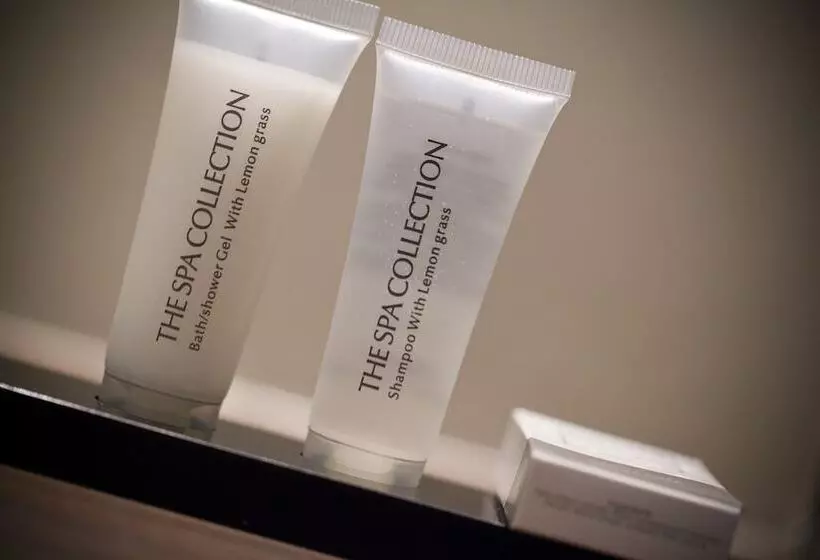 THE SPA COLLECTION
Bath/shower Gel With Lemon grass
THE SPA COLLECTION
Shampoo With Lemon grass